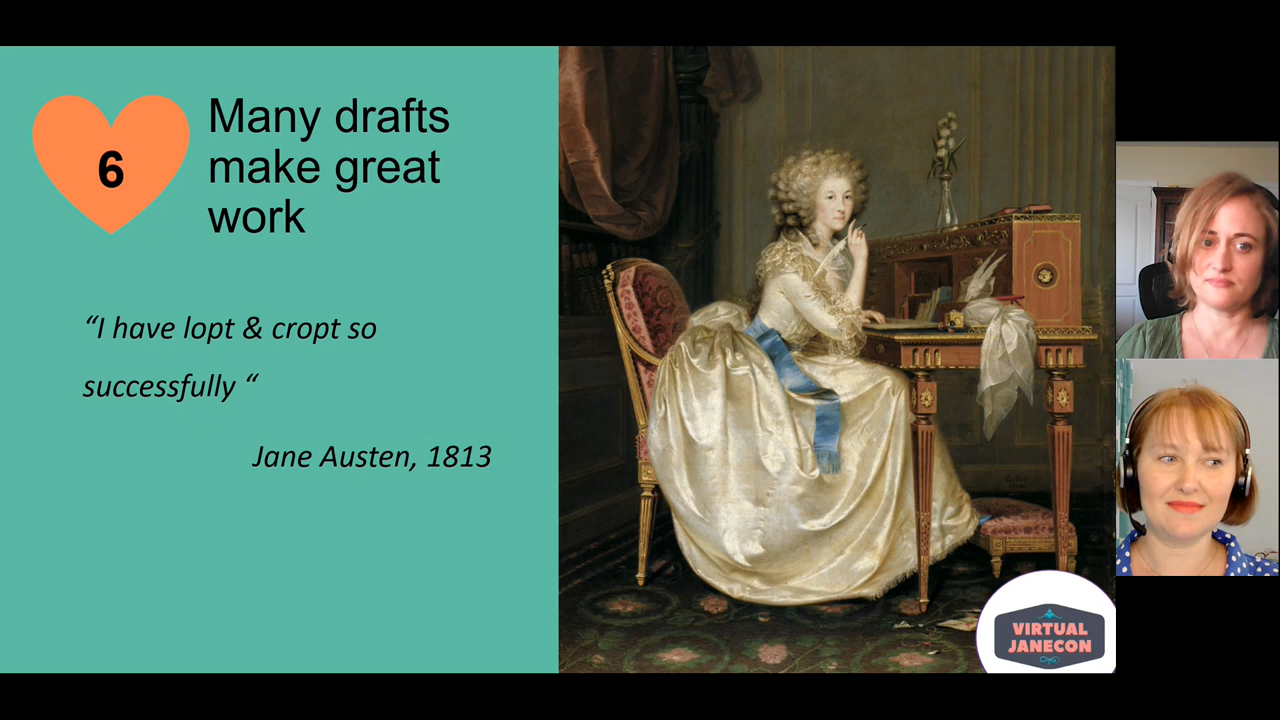 6
Many drafts
make great
work
“I have lopt & cropt so
successfully “
Jane Austen, 1813
VIRTUAL
JANECON